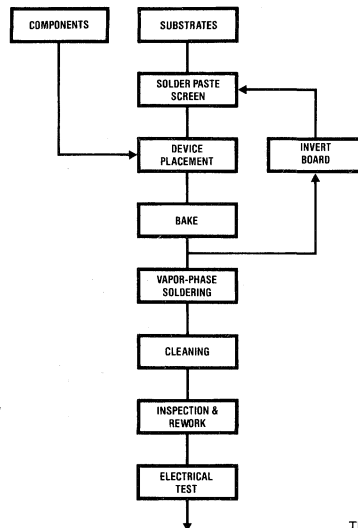 COMPONENTS
SUBSTRATES
SOLDER PASTE
SCREEN
DEVICE
PLACEMENT
INVERT
BOARD
BAKE
VAPOR-PHASE
SOLDERING
CLEANING
INSPECTION &
REWORK
ELECTRICAL
TEST
T